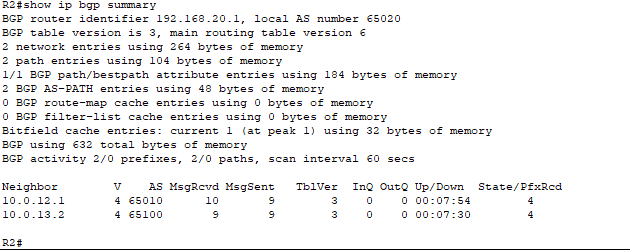 R2#show ip bgp summary
BGP router identifier 192.168.20.1, local AS number 65020
BGP table version is 3, main routing table version 6
2 network entries using 264 bytes of memory
2 path entries using 104 bytes of memory
1/1 BGP path/bestpath attribute entries using 184 bytes of memory
2 BGP AS-PATH entries using 48 bytes of memory
0 BGP route-map cache entries using 0 bytes of memory
0 BGP filter-list cache entries using 0 bytes of memory
Bitfield cache entries: current 1 (at peak 1) using 32 bytes of memory
BGP using 632 total bytes of memory
BGP activity 2/0 prefixes, 2/0 paths, scan interval 60 secs
Neighbor V AS MsgRcvd MsgSent TblVer InQ OutQ Up/Down State/PfxRcd
10.0.12.1 4 65010 10 9 3 0 0 00:07:54 4
10.0.13.2 4 65100 9 9 3 0 0 00:07:30 4
R2#